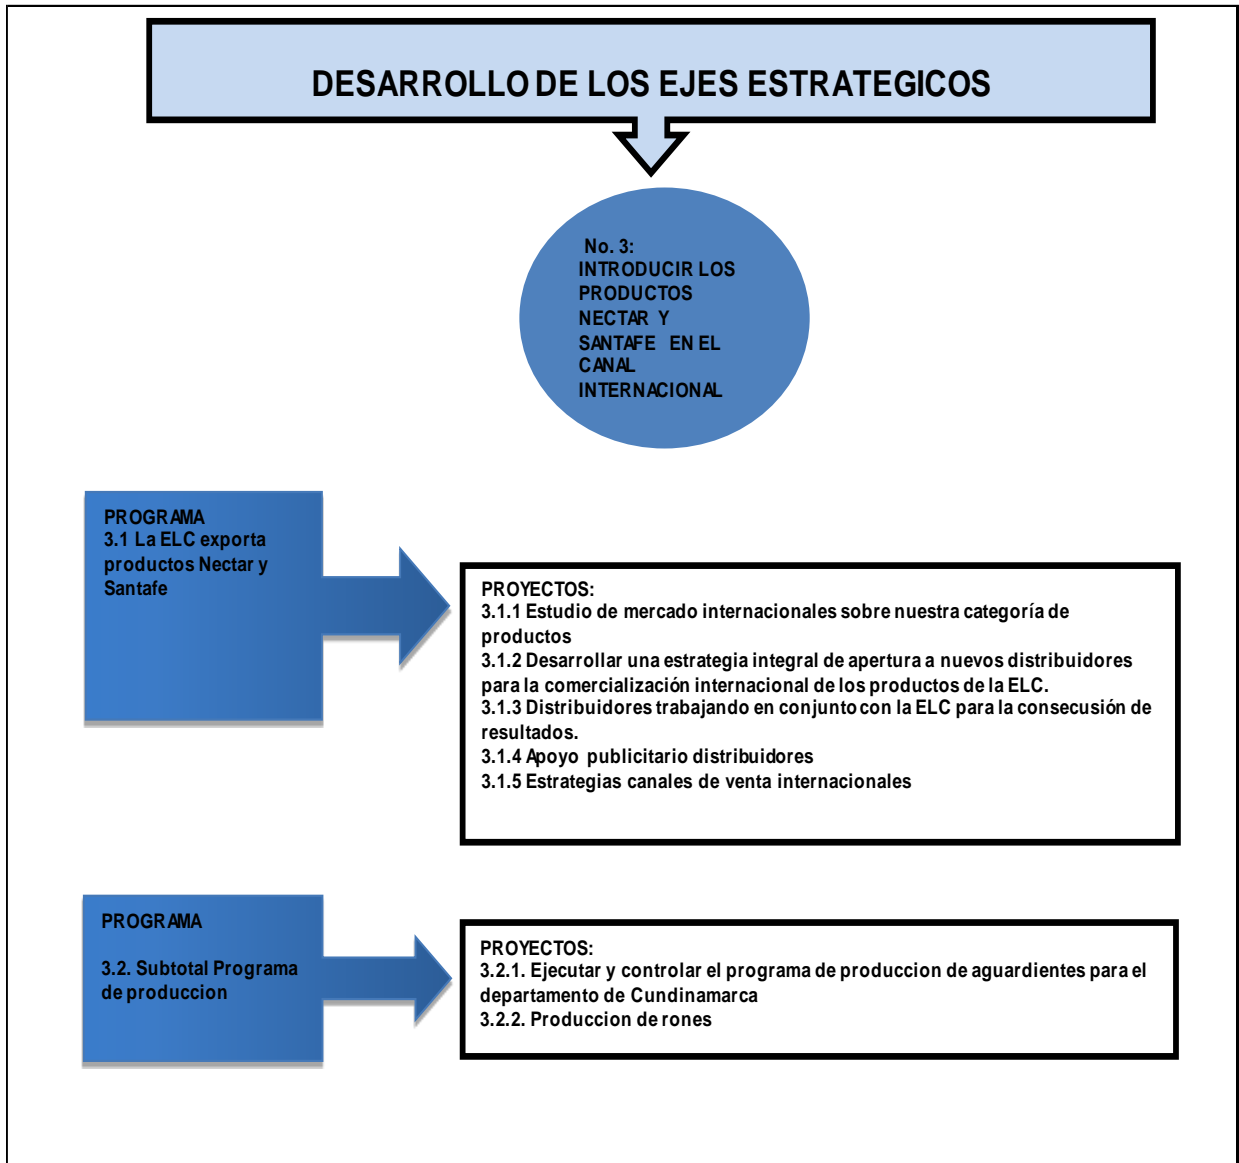 DESARROLLO DE LOS EJES ESTRATEGICOS
No. 3:
INTRODUCIR LOS
PRODUCTOS
NECTAR Y
SANTAFE EN EL
CANAL
INTERNACIONAL
PROGRAMA
3.1 La ELC exporta
productos Nectar y
Santafe
PROYECTOS:
3.1.1 Estudio de mercado internacionales sobre nuestra categoría de
productos
3.1.2 Desarrollar una estrategia integral de apertura a nuevos distribuidores
para la comercialización internacional de los productos de la ELC.
3.1.3 Distribuidores trabajando en conjunto con la ELC para la consecusión de
resultados.
3.1.4 Apoyo publicitario distribuidores
3.1.5 Estrategias canales de venta internacionales
PROGRAMA
3.2. Subtotal Programa
de produccion
PROYECTOS:
3.2.1. Ejecutar y controlar el programa de produccion de aguardientes para el
departamento de Cundinamarca
3.2.2. Produccion de rones